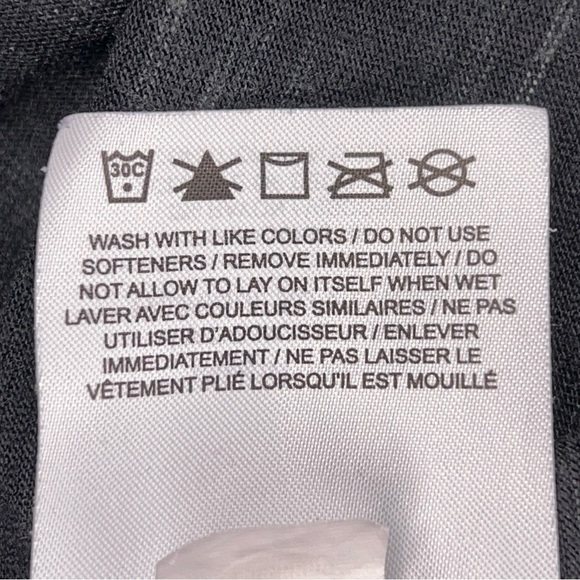 30C
WASH WITH LIKE COLORS / DO NOT USE
SOFTENERS / REMOVE IMMEDIATELY / DO
NOT ALLOW TO LAY ON ITSELF WHEN WET
LAVER AVEC COULEURS SIMILAIRES / NE PAS
UTILISER D'ADOUCISSEUR / ENLEVER
IMMEDIATEMENT / NE PAS LAISSER LE
VÊTEMENT PLIÉ LORSQU'IL EST MOUILLÉ